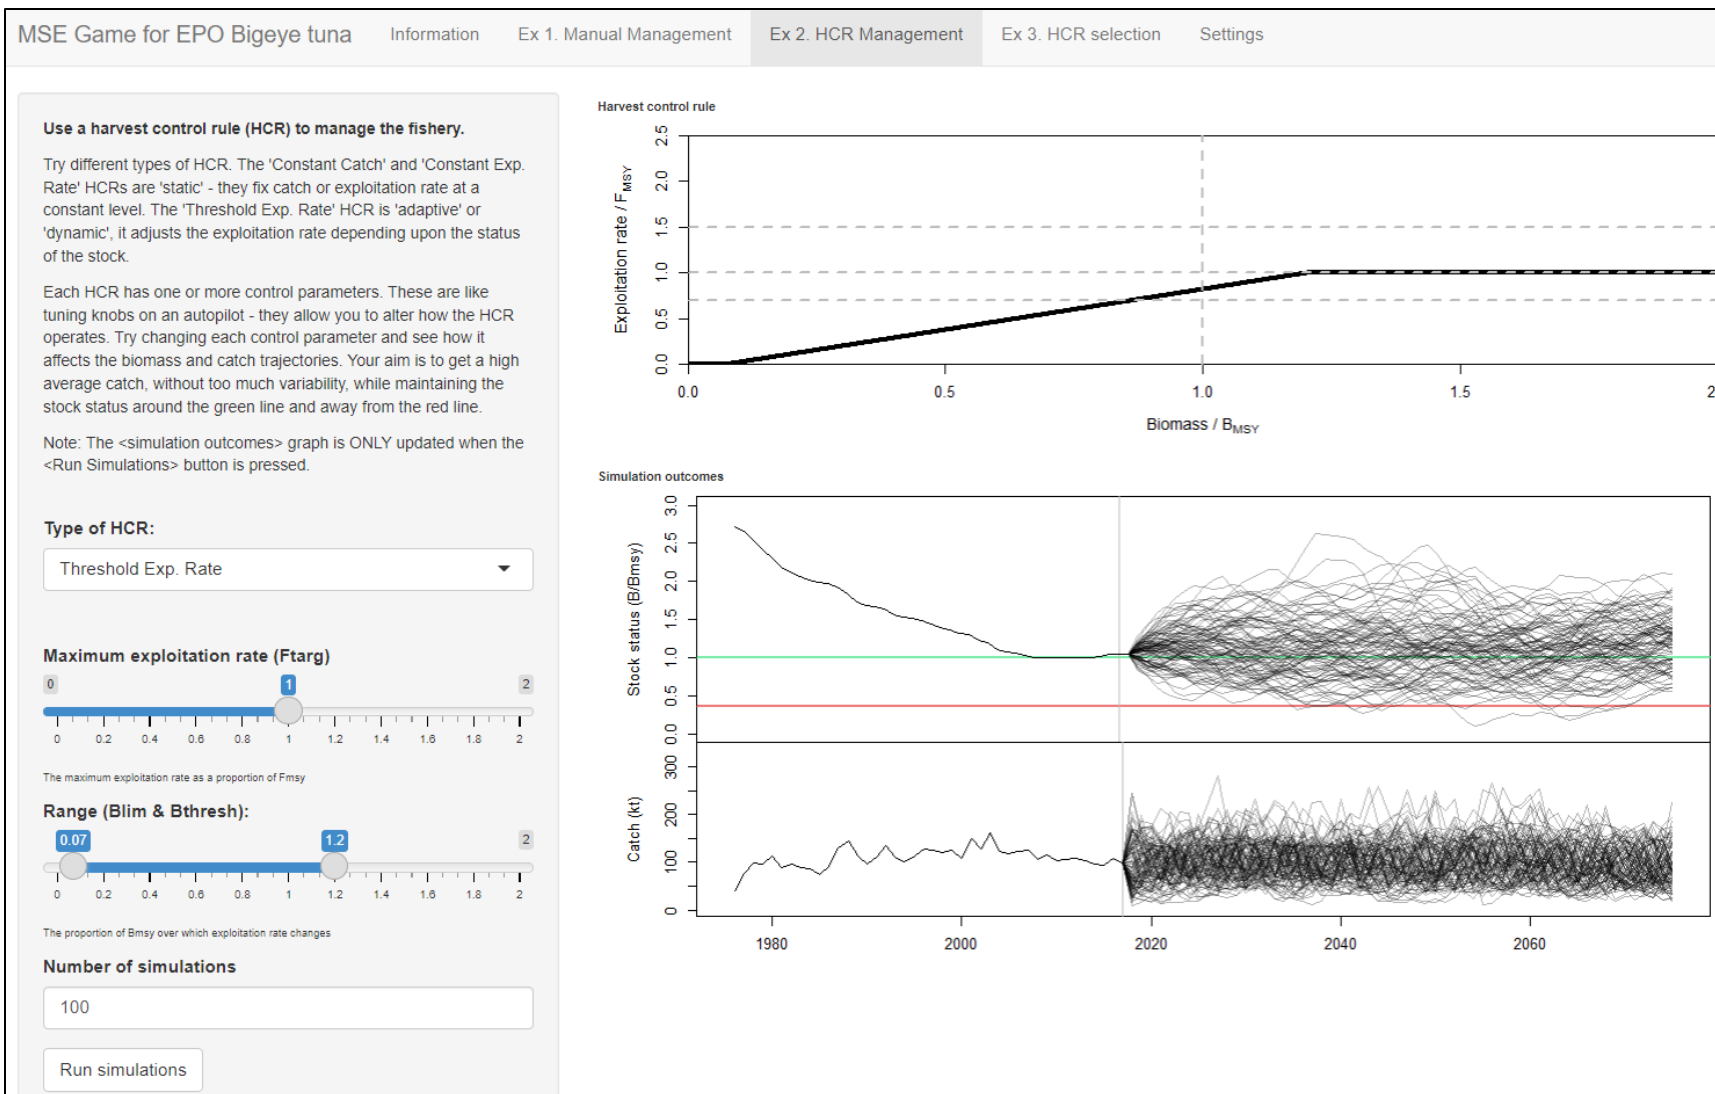 MSE Game for EPO Bigeye tuna Information Ex 1. Manual Management Ex 2. HCR Management Ex 3. HCR selection Settings
Use a harvest control rule (HCR) to manage the fishery.
Try different types of HCR. The 'Constant Catch' and 'Constant Exp.
Rate' HCRs are 'static' - they fix catch or exploitation rate at a
constant level. The 'Threshold Exp. Rate' HCR is 'adaptive' or
'dynamic', it adjusts the exploitation rate depending upon the status
of the stock.
Each HCR has one or more control parameters. These are like
tuning knobs on an autopilot - they allow you to alter how the HCR
operates. Try changing each control parameter and see how it
affects the biomass and catch trajectories. Your aim is to get a high
average catch, without too much variability, while maintaining the
stock status around the green line and away from the red line.
Note: The <simulation outcomes> graph is ONLY updated when the
<Run Simulations> button is pressed.
Type of HCR:
Threshold Exp. Rate
Maximum exploitation rate (Ftarg)
0 1 2
0 0.2 0.4 0.6 0.8 1 1.2 1.4 1.6 1.8 2
The maximum exploitation rate as a proportion of Fmsy
Range (Blim & Bthresh):
0.07 1.2 2
0 0.2 0.4 0.6 0.8 1 1.2 1.4 1.6 1.8 2
The proportion of Bmsy over which exploitation rate changes
Number of simulations
100
Run simulations
Harvest control rule
Exploitation rate / FMSY
2.5
2.0
1.5
1.0
0.5
0.0
0.0 0.5 1.0 1.5 2
Biomass / BMSY
Simulation outcomes
Stock status (B/Bmsy)
3.0
2.5
2.0
1.5
1.0
0.5
0.0
Catch (kt)
300
200
100
0
1980 2000 2020 2040 2060